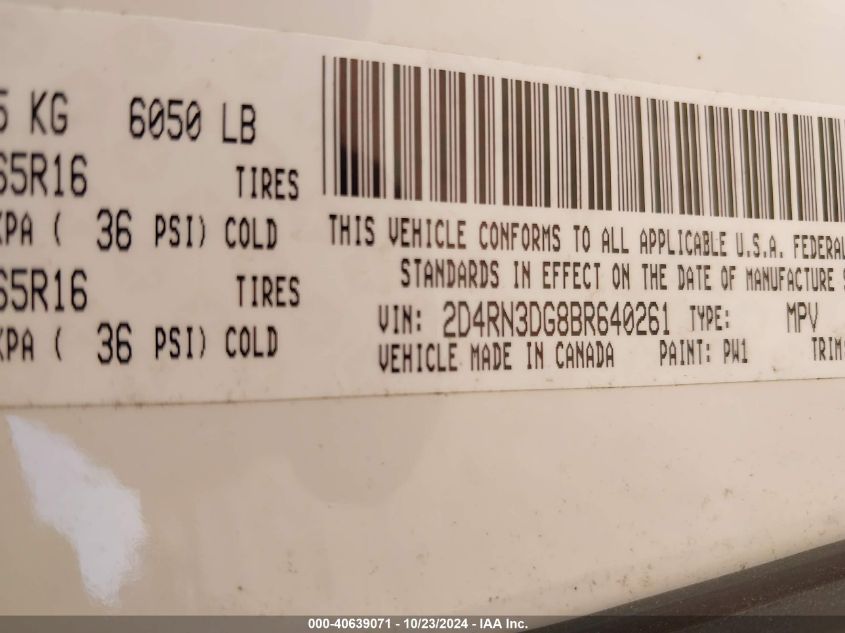 5 KG 6050 LB
65R16 TIRES
KPA ( 36 PSI) COLD
65R16 TIRES
KPA ( 36 PSI) COLD
THIS VEHICLE CONFORMS TO ALL APPLICABLE U.S.A. FEDERAL
STANDARDS IN EFFECT ON THE DATE OF MANUFACTURE S
VIN: 2D4RN3DG8BR640261 TYPE: MPV
VEHICLE MADE IN CANADA PAINT: PW1 TRIM:
000-40639071 - 10/23/2024 - IAA Inc.